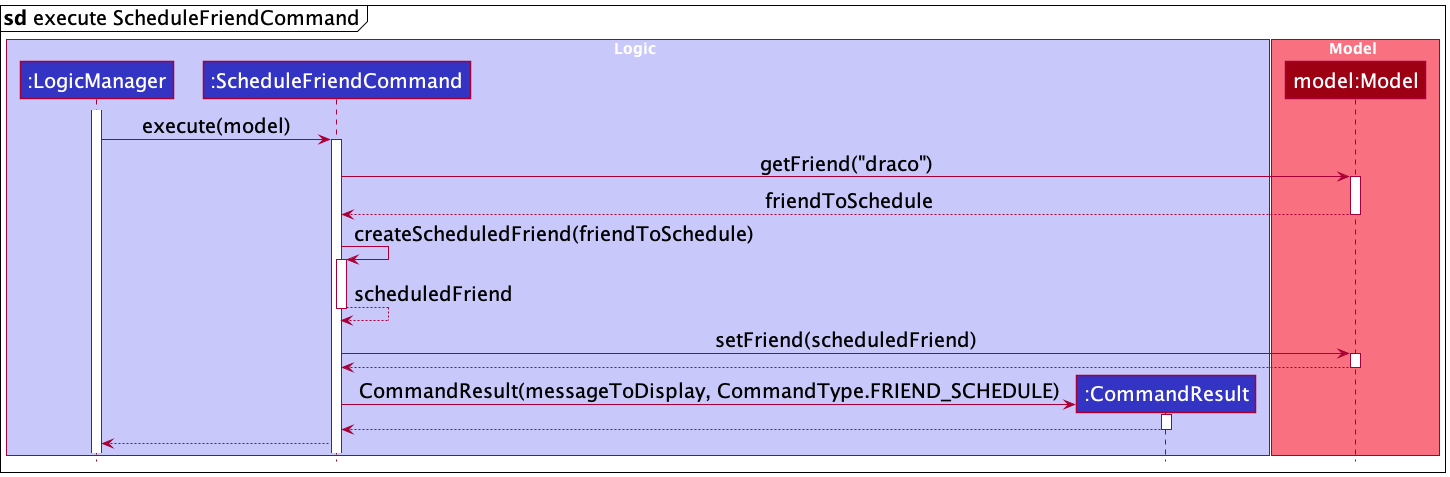 sd execute ScheduleFriendCommand
Logic
Model
:LogicManager
:ScheduleFriendCommand
model:Model
execute(model)
getFriend("draco")
friendToSchedule
createScheduledFriend(friendToSchedule)
scheduledFriend
setFriend(scheduledFriend)
CommandResult(messageToDisplay, CommandType.FRIEND_SCHEDULE)
:CommandResult